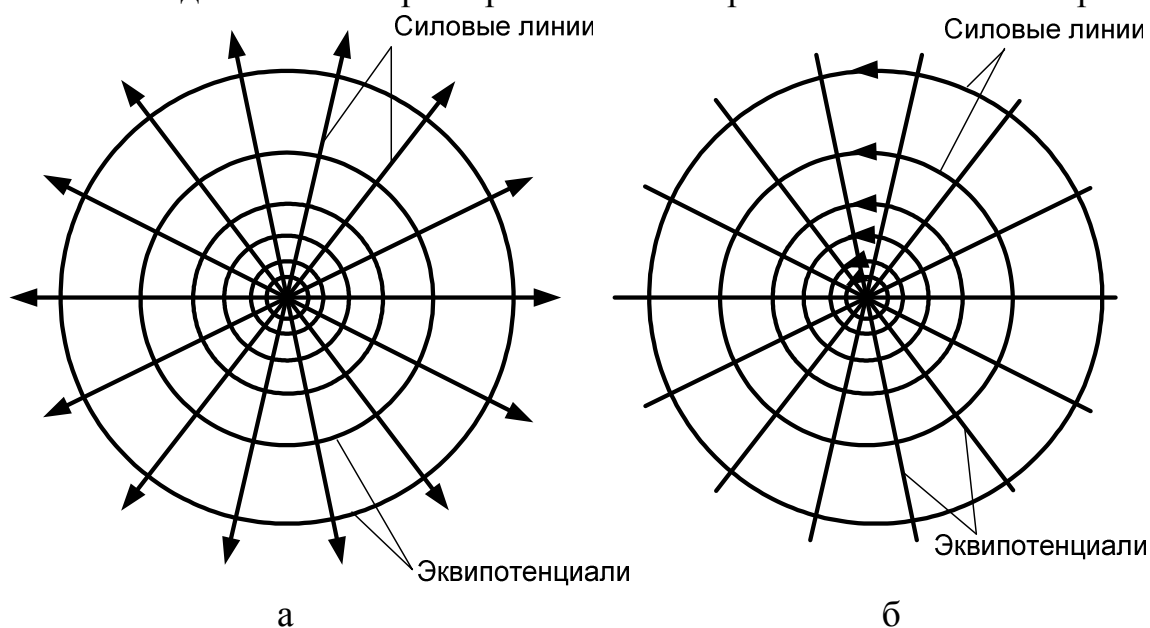 Силовые линии
Силовые линии
Эквипотенциали
Эквипотенциали
а
б